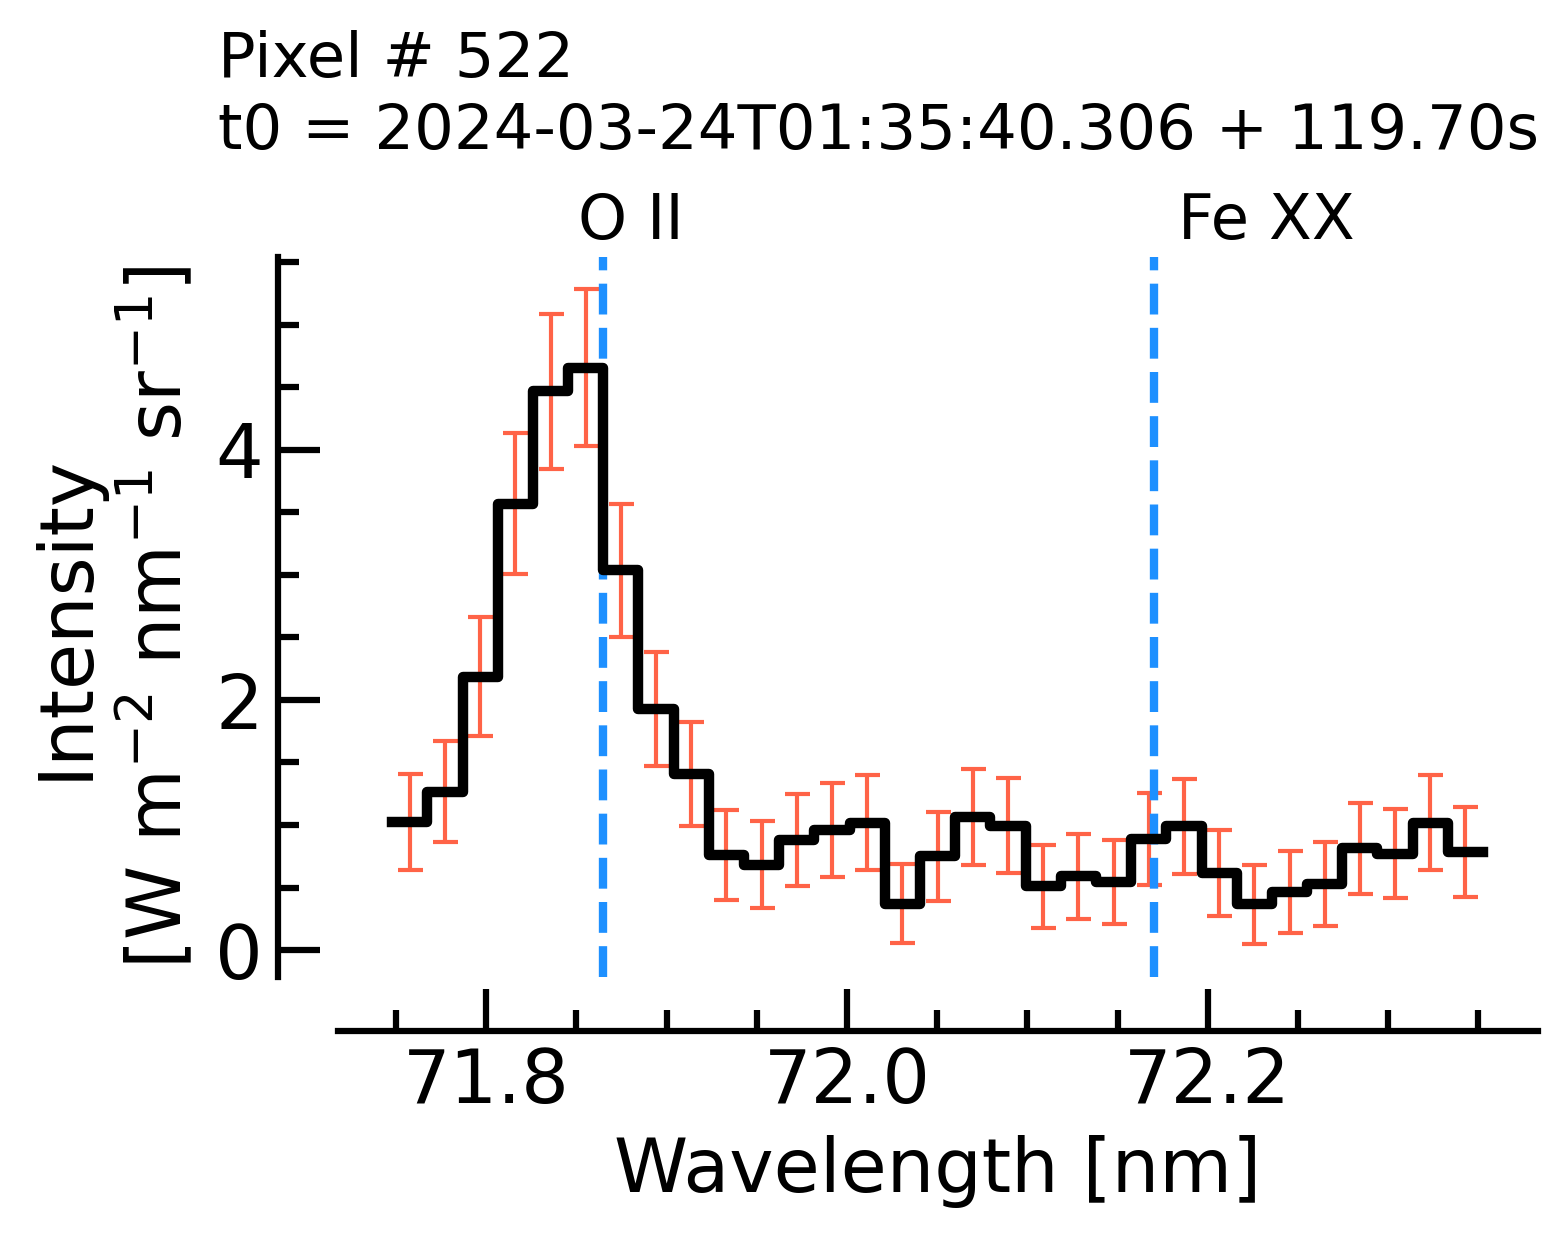 Pixel # 522
t0 = 2024-03-24T01:35:40.306 + 119.70s
O II
Fe XX
Intensity
[W m⁻² nm⁻¹ sr⁻¹]
4
2
0
71.8
72.0
72.2
Wavelength [nm]